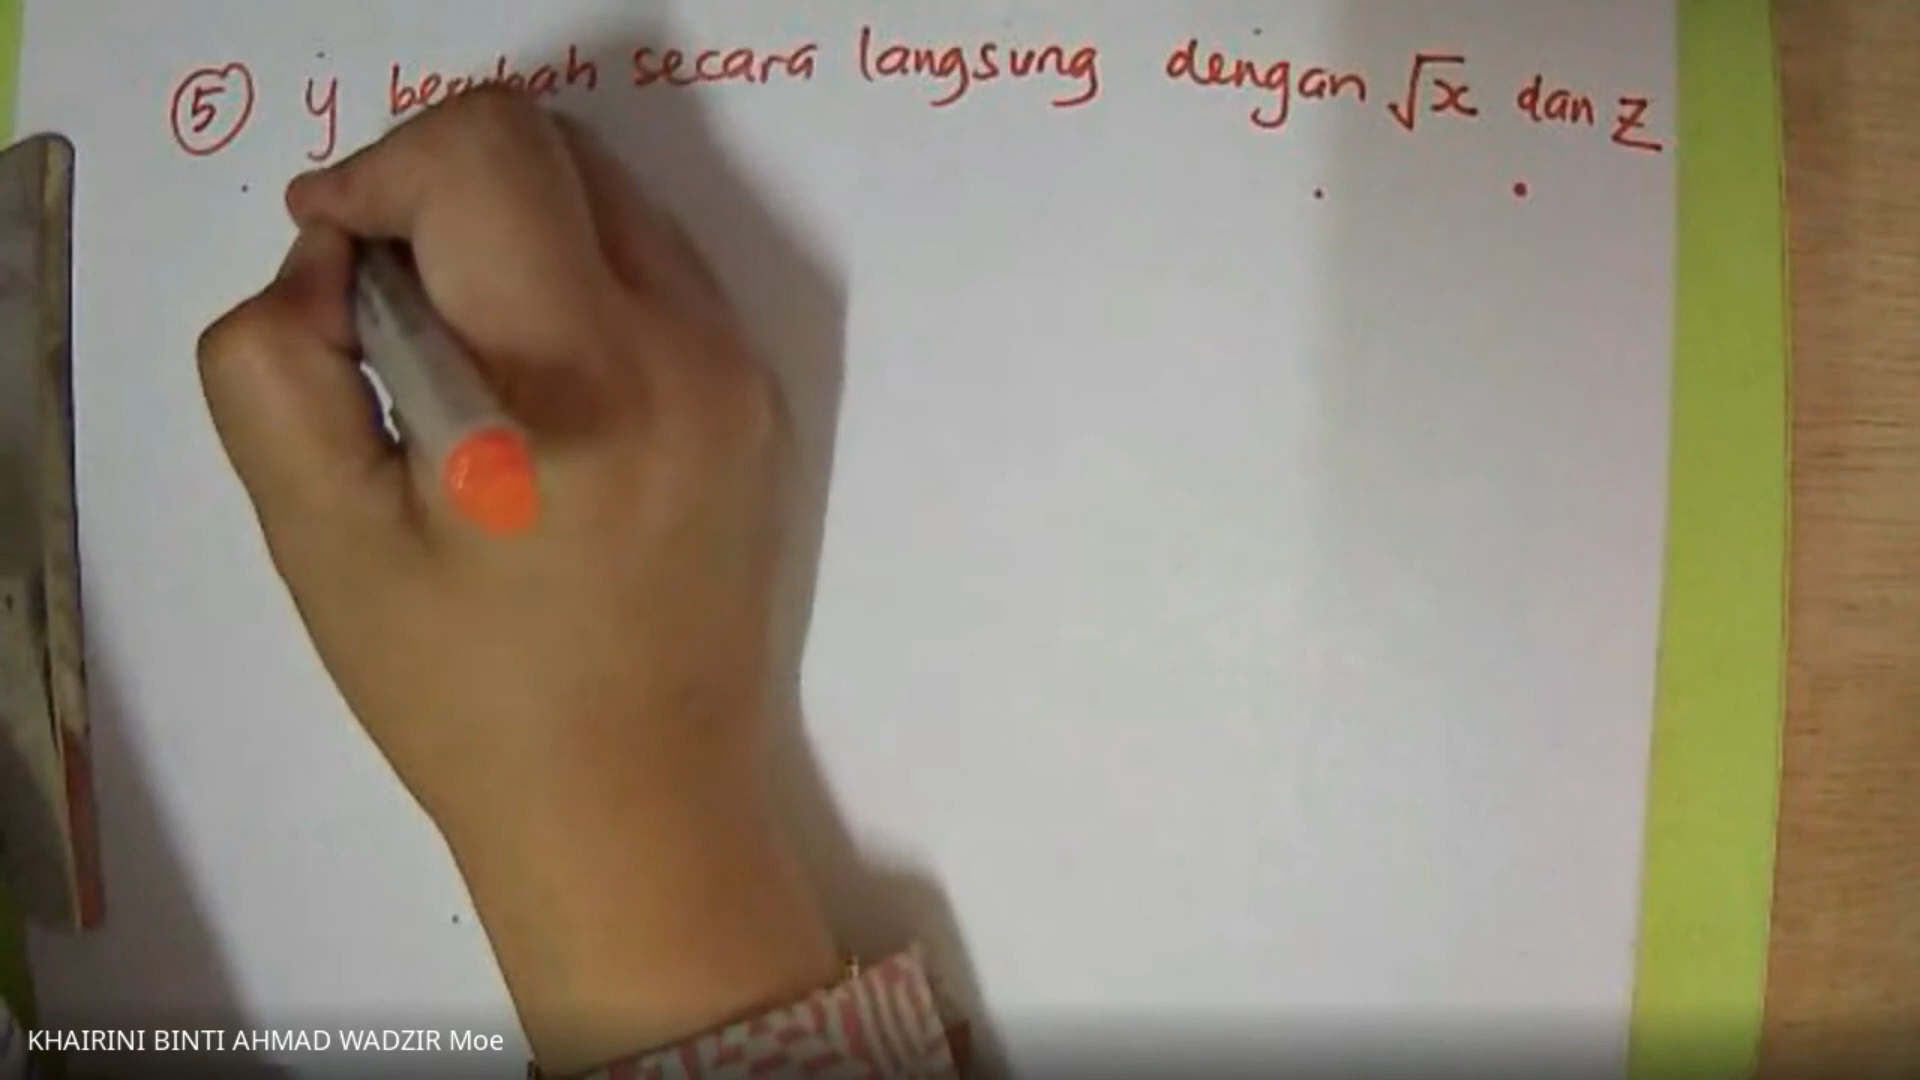 ⑤ y berubah secara langsung dengan √x dan z
KHAIRINI BINTI AHMAD WADZIR Moe